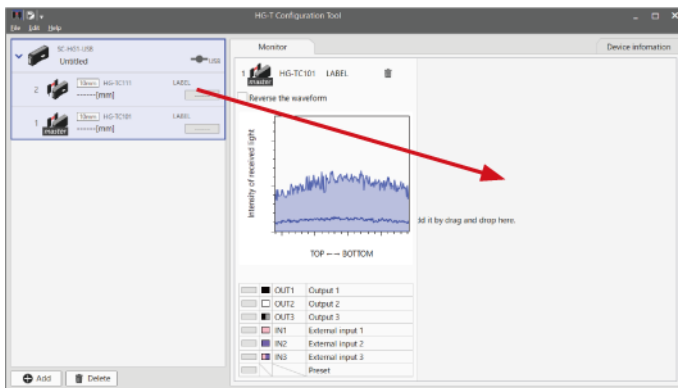 HG-T Configuration Tool
File Edit Help
SC-HG1-USB
Untitled
USB
2 10mm HG-TC111 LABEL
------[mm]
1 master 10mm HG-TC101 LABEL
------[mm]
Add Delete
Monitor
Device infomation
1 master HG-TC101 LABEL
Reverse the waveform
Intensity of received light
TOP ←→ BOTTOM
OUT1 Output 1
OUT2 Output 2
OUT3 Output 3
IN1 External input 1
IN2 External input 2
IN3 External input 3
Preset
it by drag and drop here.